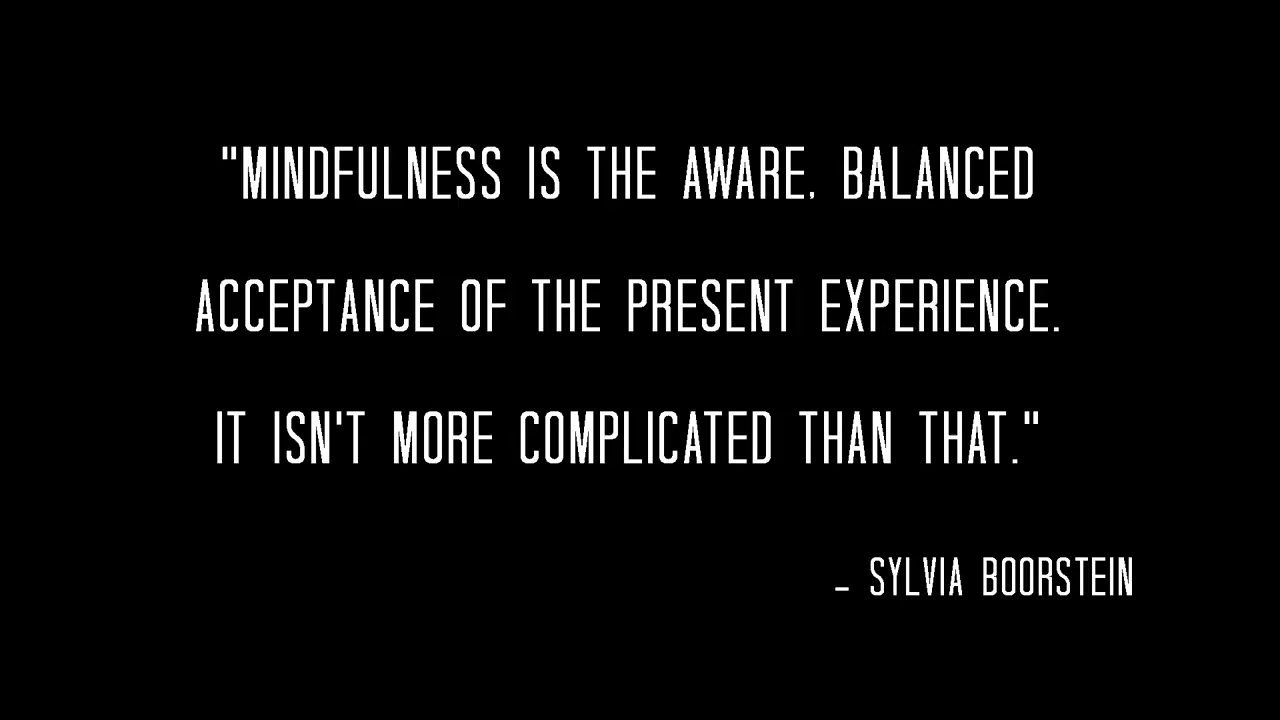 "MINDFULNESS IS THE AWARE, BALANCED
ACCEPTANCE OF THE PRESENT EXPERIENCE.
IT ISN'T MORE COMPLICATED THAN THAT."
- SYLVIA BOORSTEIN